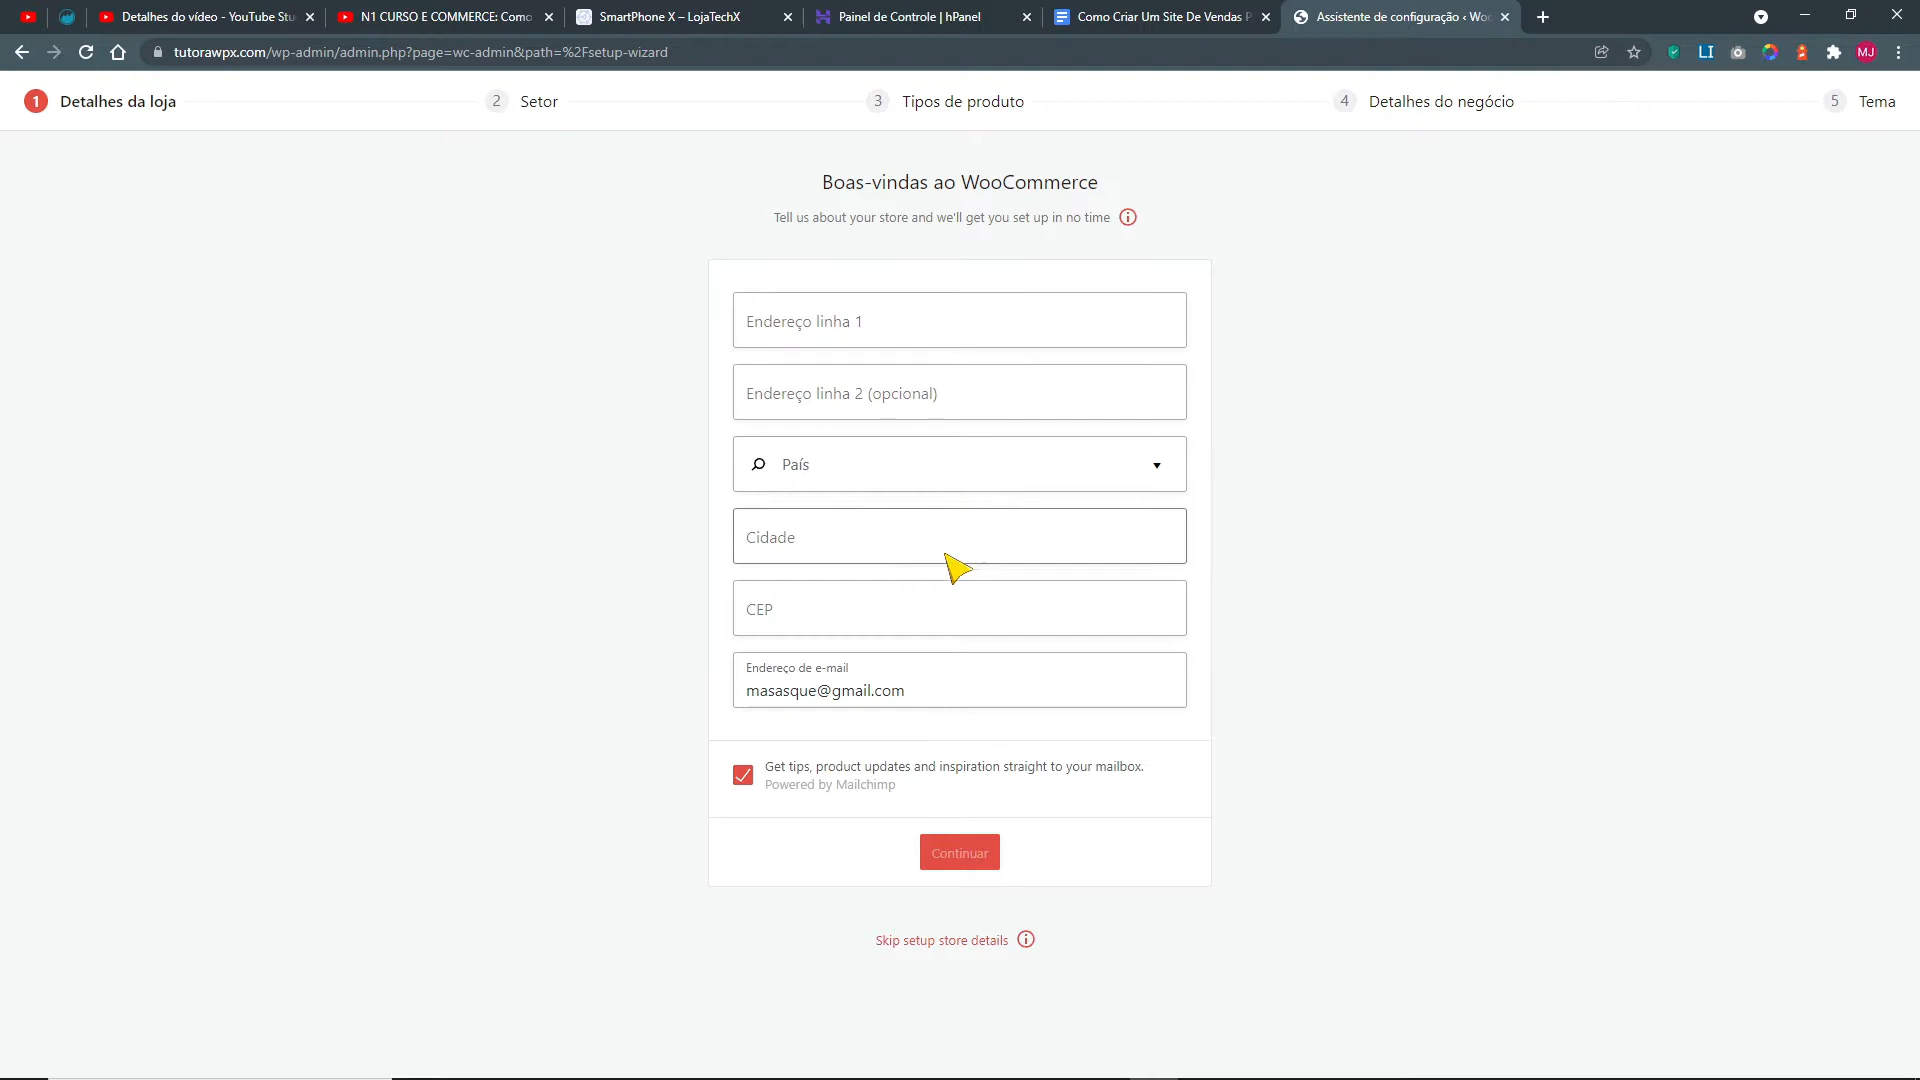 Detalhes do vídeo - YouTube Stu
N1 CURSO E COMMERCE: Como
SmartPhone X – LojaTechX
Painel de Controle | hPanel
Como Criar Um Site De Vendas P
Assistente de configuração ‹ Woo
tutorawpx.com/wp-admin/admin.php?page=wc-admin&path=%2Fsetup-wizard
LI
MJ
1 Detalhes da loja
2 Setor
3 Tipos de produto
4 Detalhes do negócio
5 Tema
Boas-vindas ao WooCommerce
Tell us about your store and we'll get you set up in no time
Endereço linha 1
Endereço linha 2 (opcional)
País
Cidade
CEP
Endereço de e-mail
masasque@gmail.com
Get tips, product updates and inspiration straight to your mailbox.
Powered by Mailchimp
Continuar
Skip setup store details